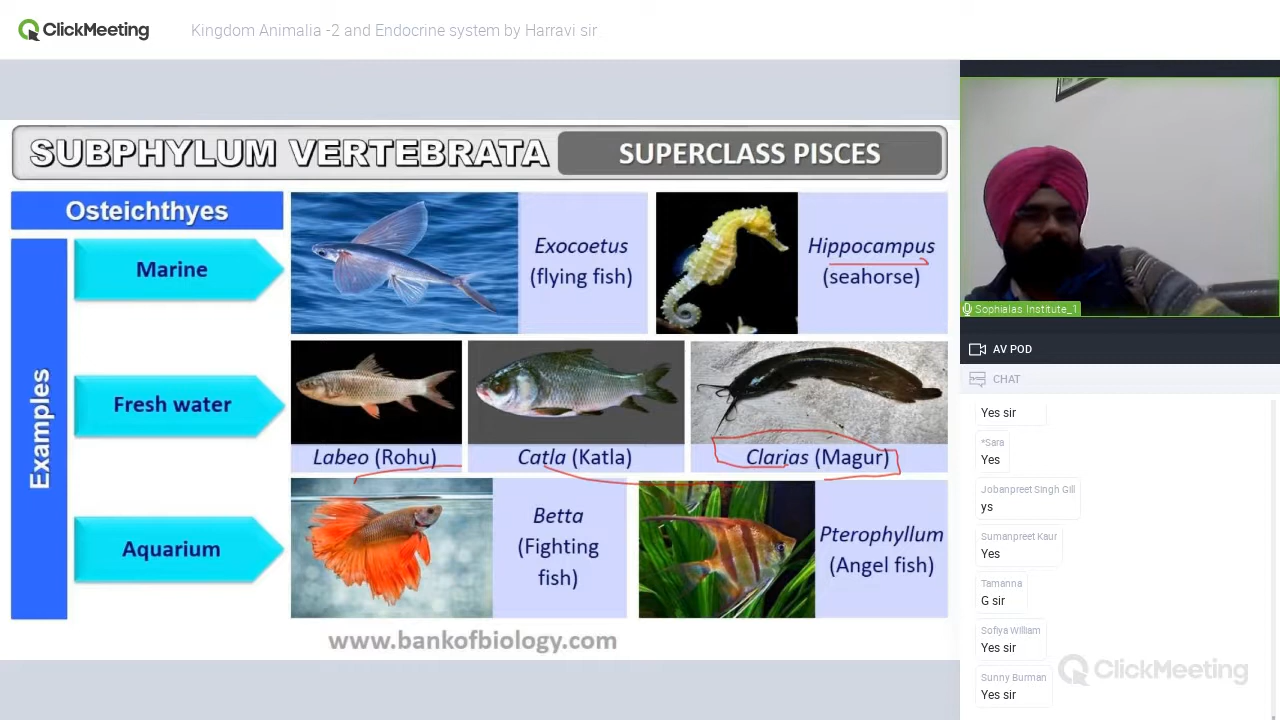 ClickMeeting
Kingdom Animalia -2 and Endocrine system by Harravi sir
SUBPHYLUM VERTEBRATA
SUPERCLASS PISCES
Osteichthyes
Examples
Marine
Exocoetus
(flying fish)
Hippocampus
(seahorse)
Fresh water
Labeo (Rohu)
Catla (Katla)
Clarias (Magur)
Aquarium
Betta
(Fighting
fish)
Pterophyllum
(Angel fish)
www.bankofbiology.com
Sophialas Institute_1
AV POD
CHAT
Yes sir
*Sara
Yes
Jobanpreet Singh Gill
ys
Sumanpreet Kaur
Yes
Tamanna
G sir
Sofiya William
Yes sir
Sunny Burman
Yes sir
ClickMeeting